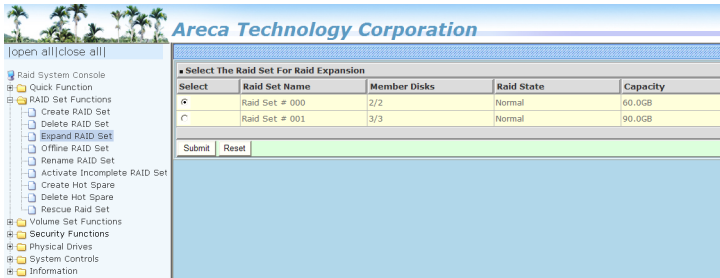 Areca Technology Corporation
|open all|close all|
Raid System Console
Quick Function
RAID Set Functions
Create RAID Set
Delete RAID Set
Expand RAID Set
Offline RAID Set
Rename RAID Set
Activate Incomplete RAID Set
Create Hot Spare
Delete Hot Spare
Rescue Raid Set
Volume Set Functions
Security Functions
Physical Drives
System Controls
Information
Select The Raid Set For Raid Expansion
Select Raid Set Name Member Disks Raid State Capacity
Raid Set # 000 2/2 Normal 60.0GB
Raid Set # 001 3/3 Normal 90.0GB
Submit Reset